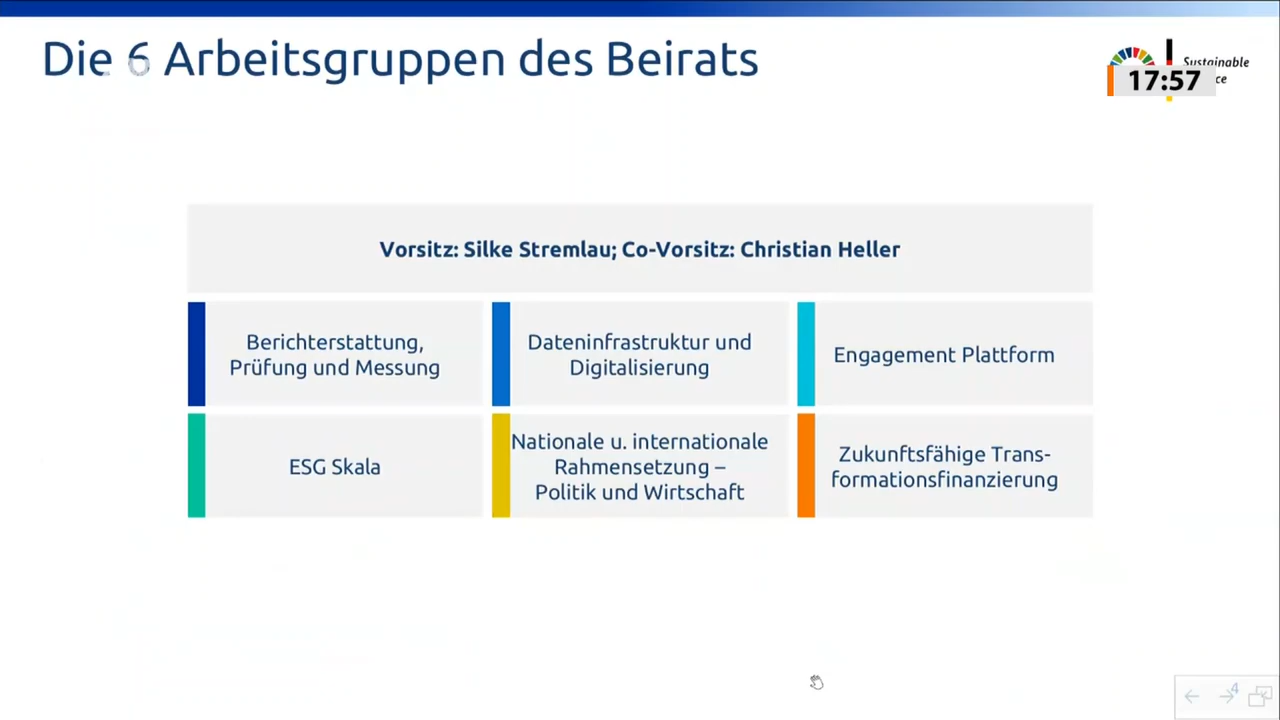 Die 6 Arbeitsgruppen des Beirats
Sustainable
17:57
Vorsitz: Silke Stremlau; Co-Vorsitz: Christian Heller
Berichterstattung,
Prüfung und Messung
Dateninfrastruktur und
Digitalisierung
Engagement Plattform
ESG Skala
Nationale u. internationale
Rahmensetzung –
Politik und Wirtschaft
Zukunftsfähige Trans-
formationsfinanzierung
4